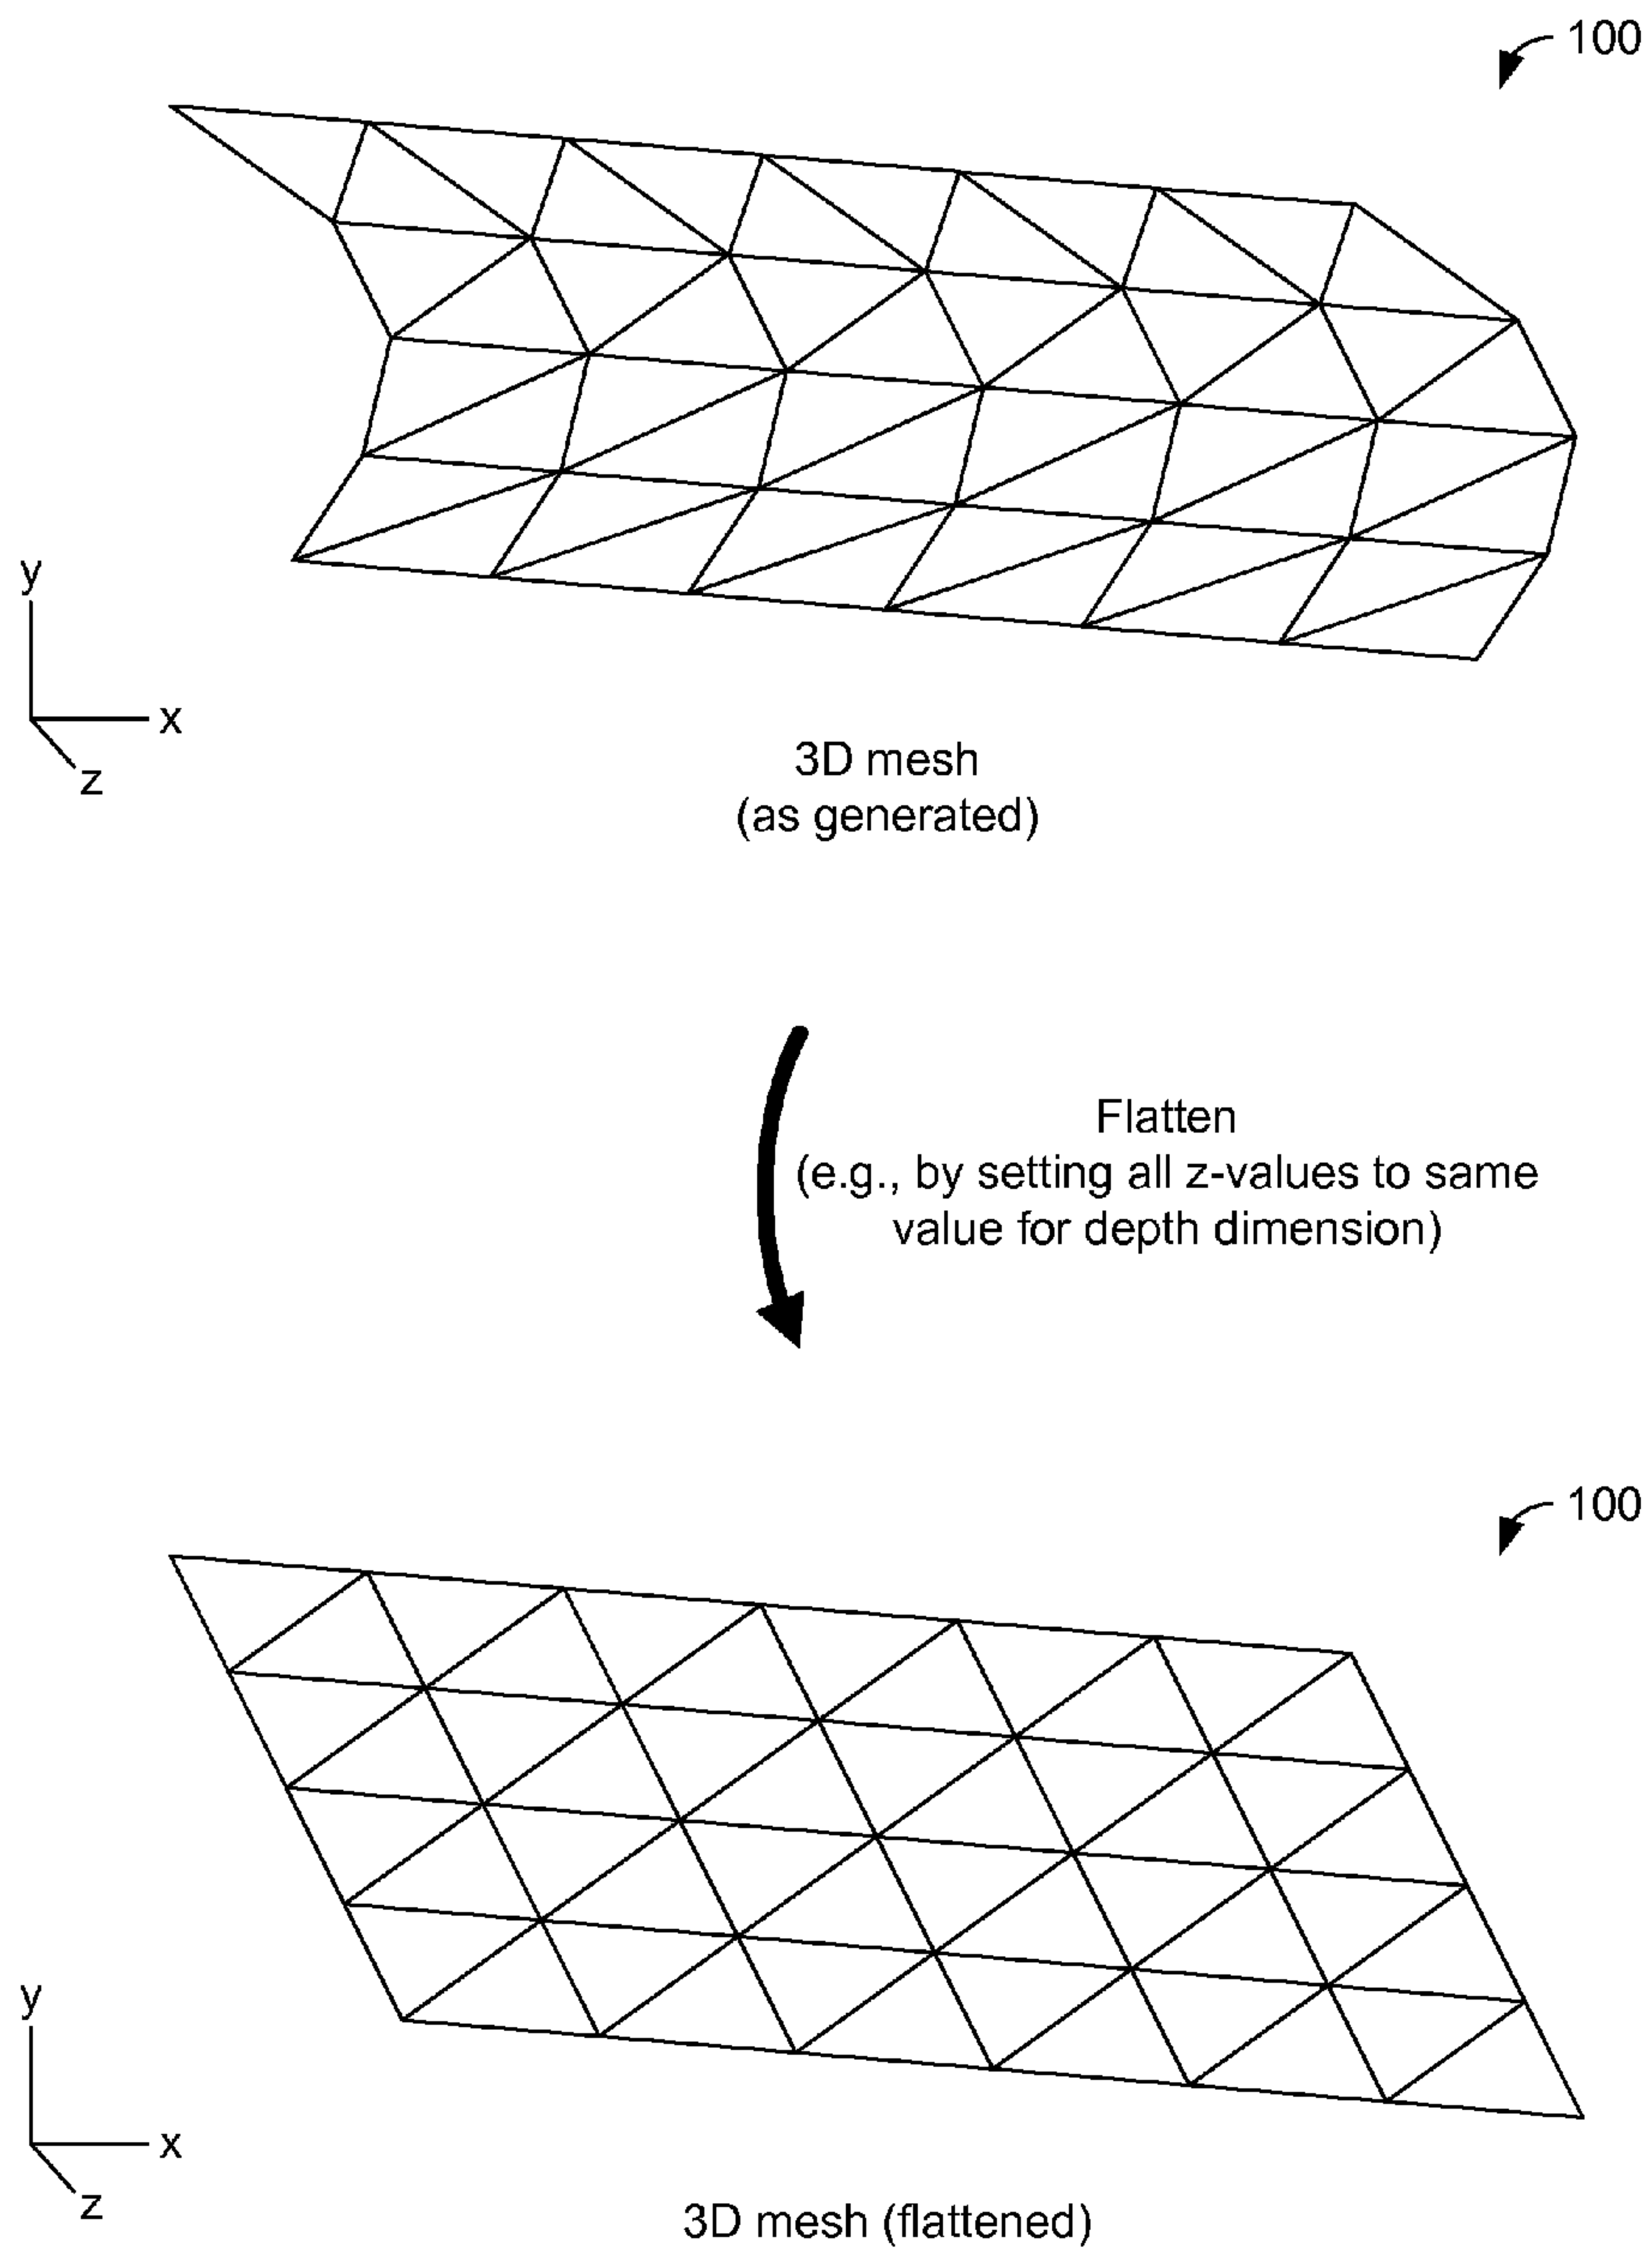 100
y
x
z
3D mesh
(as generated)
Flatten
(e.g., by setting all z-values to same
value for depth dimension)
100
y
x
z
3D mesh (flattened)